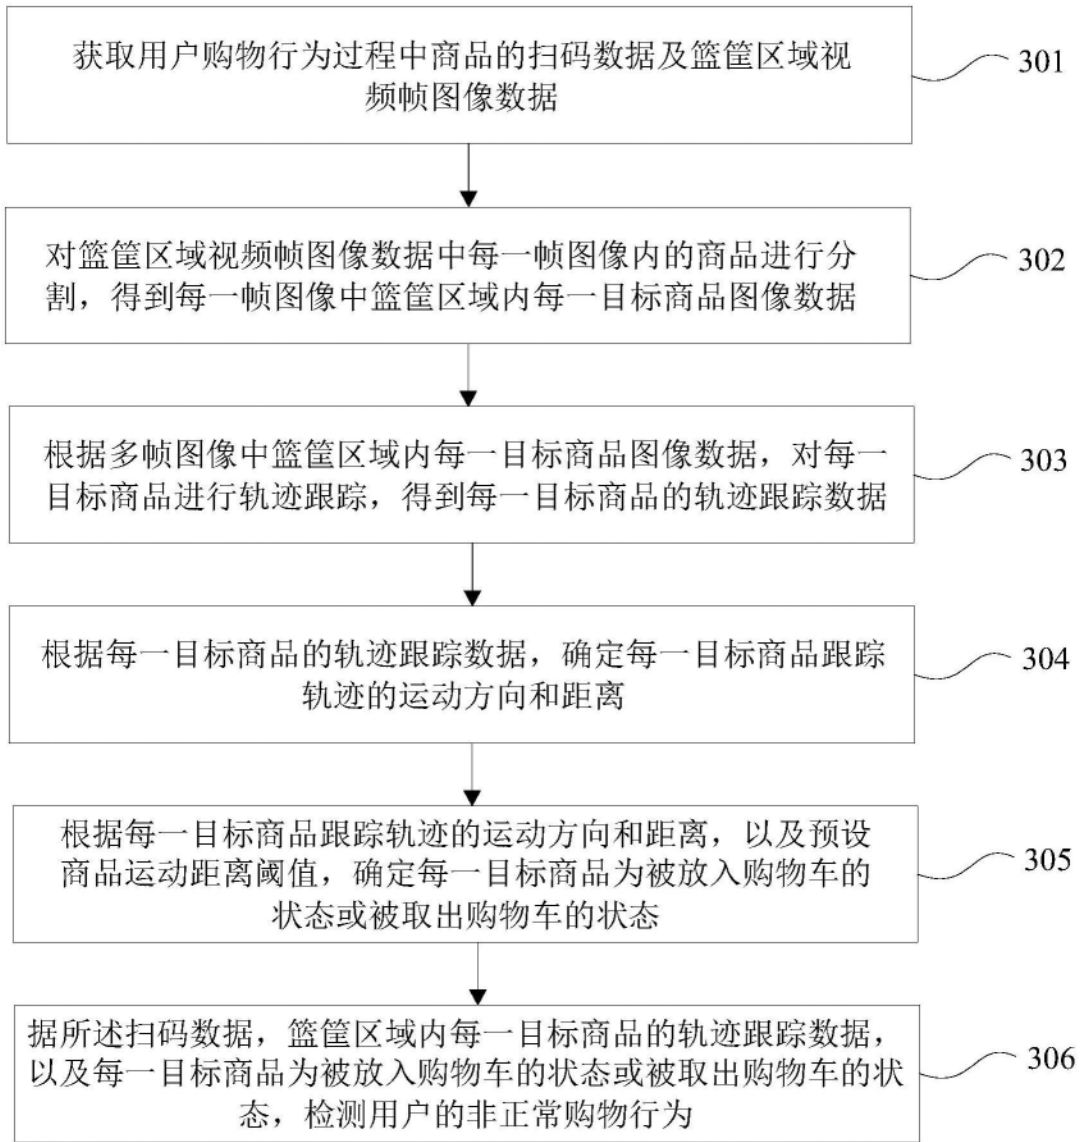 获取用户购物行为过程中商品的扫码数据及篮筐区域视
频帧图像数据
301
对篮筐区域视频帧图像数据中每一帧图像内的商品进行分
割，得到每一帧图像中篮筐区域内每一目标商品图像数据
302
根据多帧图像中篮筐区域内每一目标商品图像数据，对每一
目标商品进行轨迹跟踪，得到每一目标商品的轨迹跟踪数据
303
根据每一目标商品的轨迹跟踪数据，确定每一目标商品跟踪
轨迹的运动方向和距离
304
根据每一目标商品跟踪轨迹的运动方向和距离，以及预设
商品运动距离阈值，确定每一目标商品为被放入购物车的
状态或被取出购物车的状态
305
据所述扫码数据，篮筐区域内每一目标商品的轨迹跟踪数据，
以及每一目标商品为被放入购物车的状态或被取出购物车的状
态，检测用户的非正常购物行为
306